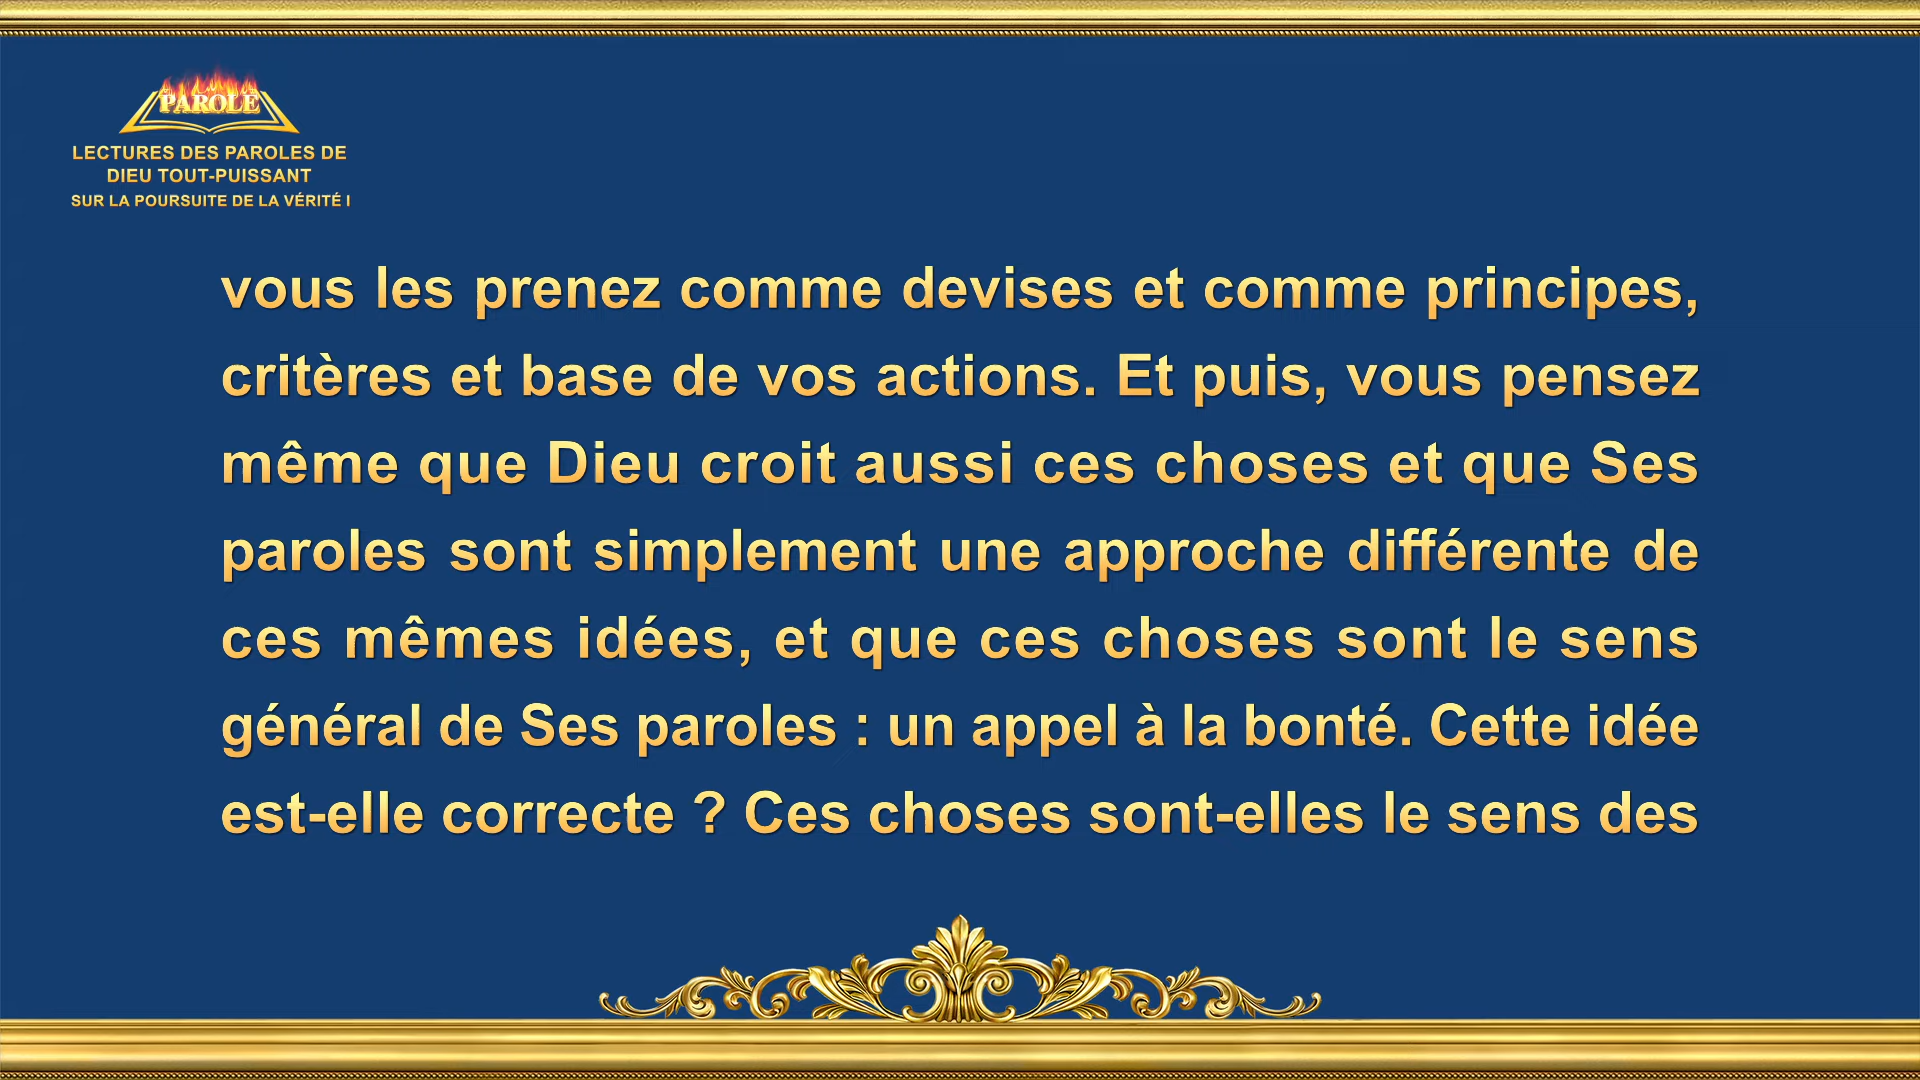 PAROLE
LECTURES DES PAROLES DE
DIEU TOUT-PUISSANT
SUR LA POURSUITE DE LA VÉRITÉ I
vous les prenez comme devises et comme principes,
critères et base de vos actions. Et puis, vous pensez
même que Dieu croit aussi ces choses et que Ses
paroles sont simplement une approche différente de
ces mêmes idées, et que ces choses sont le sens
général de Ses paroles : un appel à la bonté. Cette idée
est-elle correcte ? Ces choses sont-elles le sens des